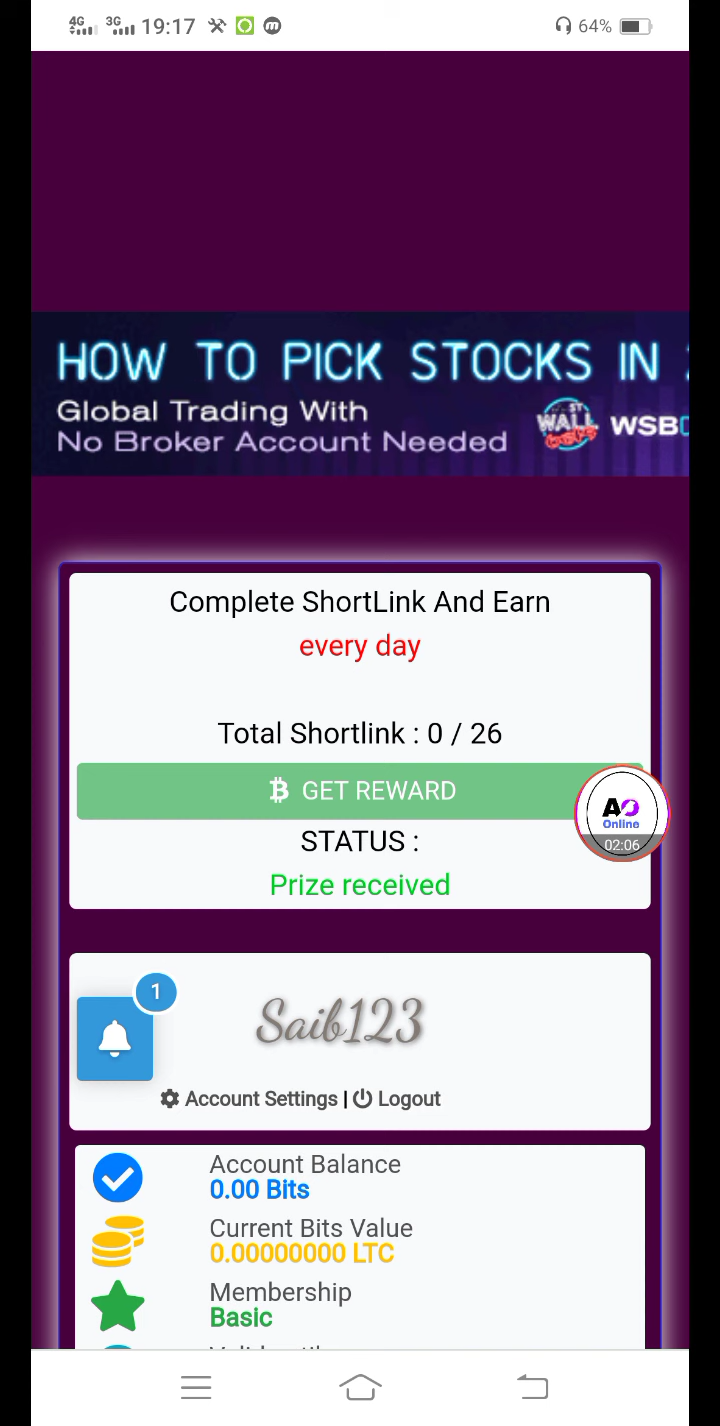 4G 3G 19:17 64%
HOW TO PICK STOCKS IN
Global Trading With
No Broker Account Needed
WALL ST
WSB
Complete ShortLink And Earn
every day
Total Shortlink : 0 / 26
GET REWARD
AO
Online
02:06
STATUS :
Prize received
1
Saib123
Account Settings | Logout
Account Balance
0.00 Bits
Current Bits Value
0.00000000 LTC
Membership
Basic